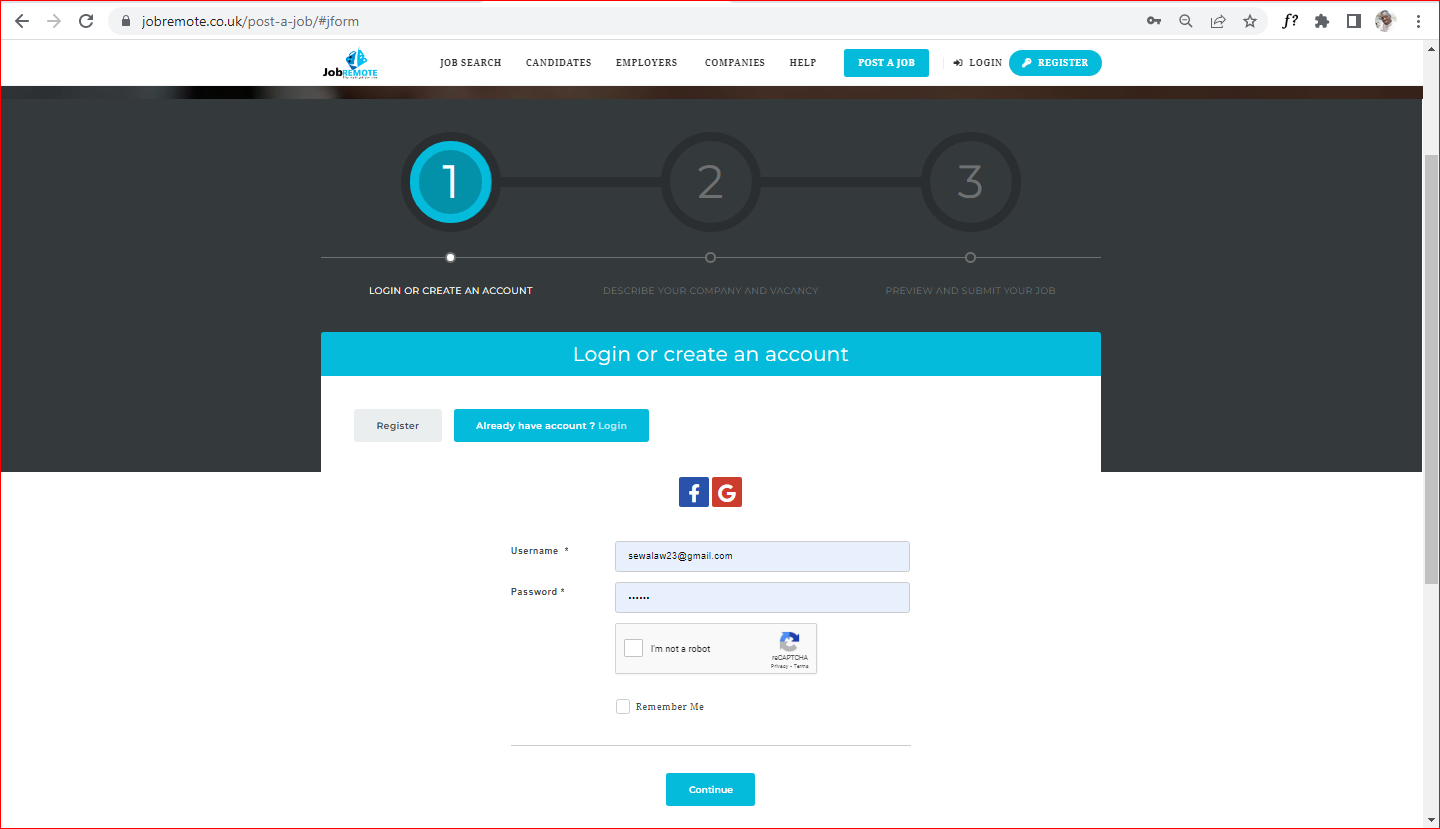 jobremote.co.uk/post-a-job/#jform
f?
JobREMOTE
JOB SEARCH CANDIDATES EMPLOYERS COMPANIES HELP POST A JOB LOGIN REGISTER
1 2 3
LOGIN OR CREATE AN ACCOUNT DESCRIBE YOUR COMPANY AND VACANCY PREVIEW AND SUBMIT YOUR JOB
Login or create an account
Register Already have account ? Login
f G
Username *
sewalaw23@gmail.com
Password *
••••••
I'm not a robot
reCAPTCHA
Privacy - Terms
Remember Me
Continue